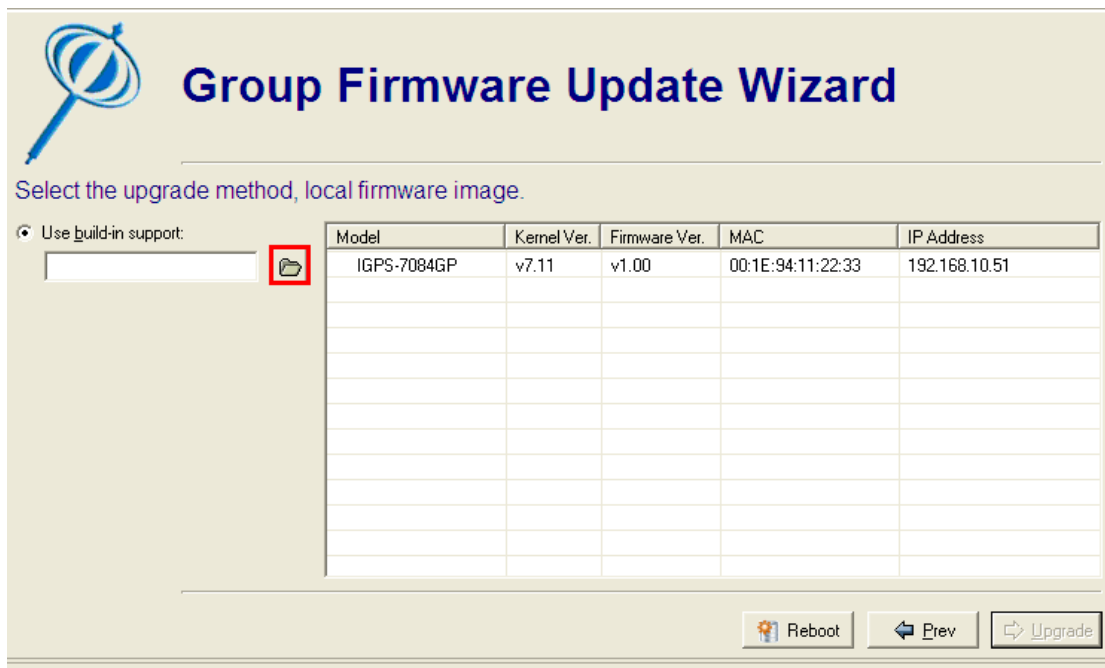 Group Firmware Update Wizard
Select the upgrade method, local firmware image.
Use build-in support:
Model Kernel Ver. Firmware Ver. MAC IP Address
IGPS-7084GP v7.11 v1.00 00:1E:94:11:22:33 192.168.10.51
Reboot Prev Upgrade